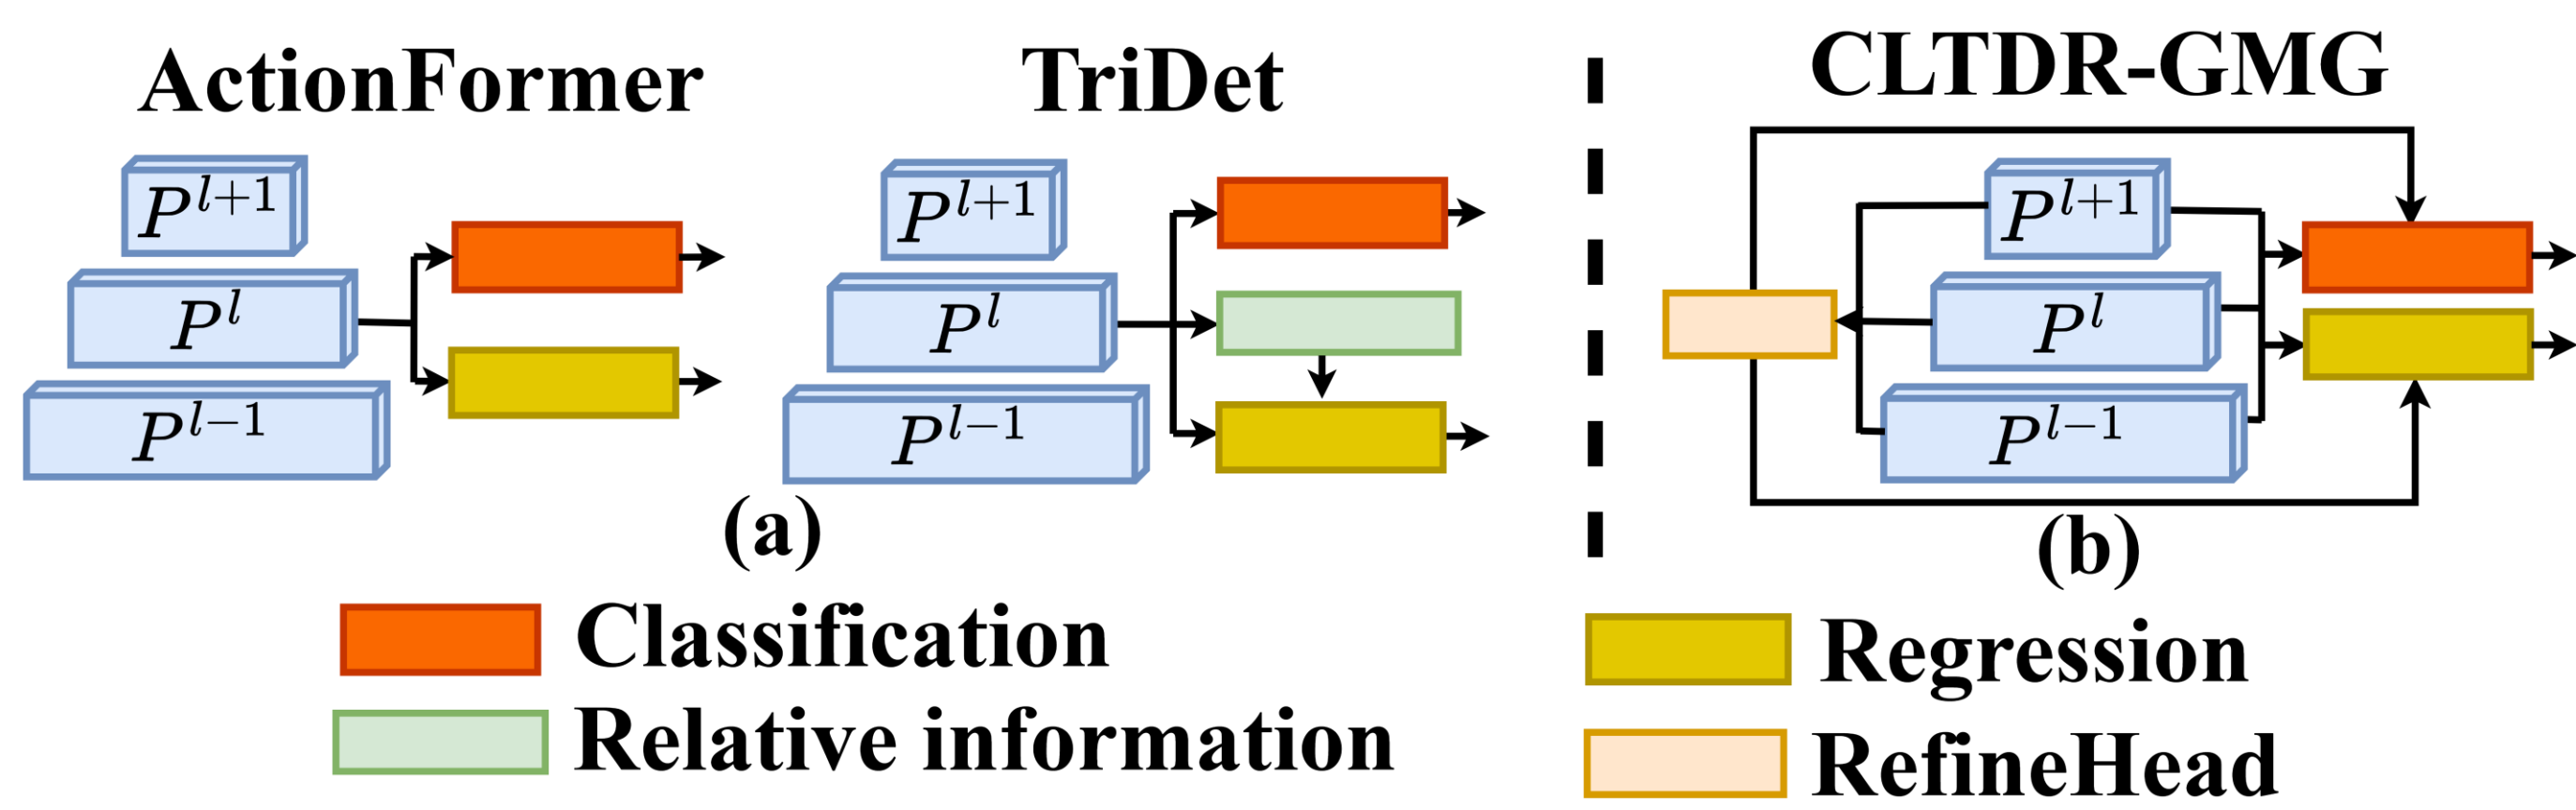 ActionFormer
TriDet
CLTDR-GMG
P^{l+1}
P^{l}
P^{l-1}
P^{l+1}
P^{l}
P^{l-1}
P^{l+1}
P^{l}
P^{l-1}
(a)
(b)
Classification
Regression
Relative information
RefineHead